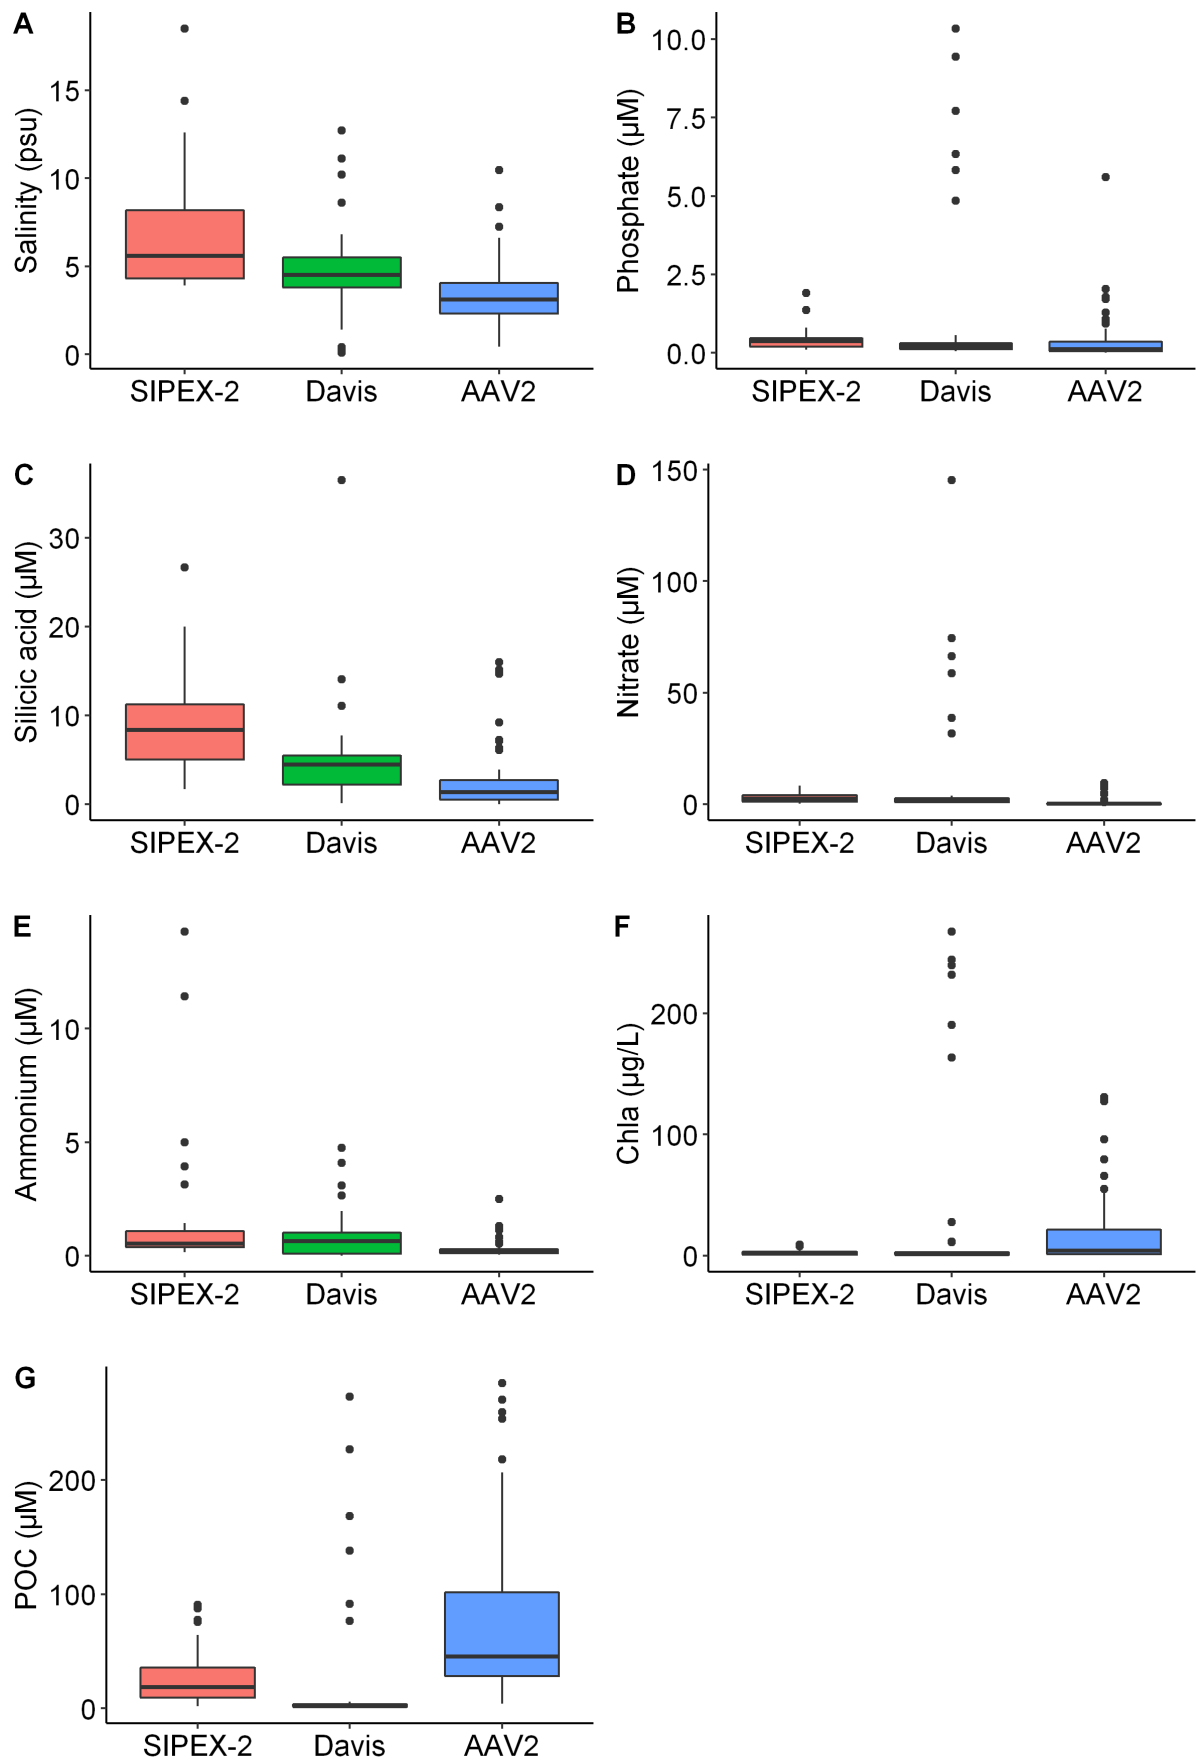 A
Salinity (psu)
15
10
5
0
SIPEX-2 Davis AAV2
B
Phosphate (μM)
10.0
7.5
5.0
2.5
0.0
SIPEX-2 Davis AAV2
C
Silicic acid (μM)
30
20
10
0
SIPEX-2 Davis AAV2
D
Nitrate (μM)
150
100
50
0
SIPEX-2 Davis AAV2
E
Ammonium (μM)
10
5
0
SIPEX-2 Davis AAV2
F
Chla (μg/L)
200
100
0
SIPEX-2 Davis AAV2
G
POC (μM)
200
100
0
SIPEX-2 Davis AAV2